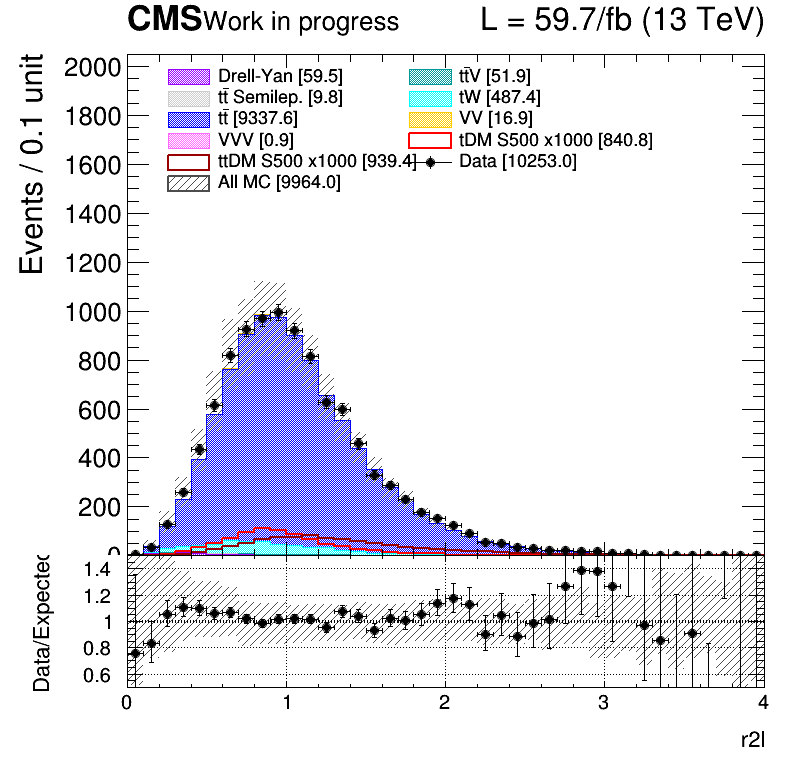 CMS Work in progress L = 59.7/fb (13 TeV)
Events / 0.1 unit
2000
1800
1600
1400
1200
1000
800
600
400
200
0
Drell-Yan [59.5] tt̄V [51.9]
tt̄ Semilep. [9.8] tW [487.4]
tt̄ [9337.6] VV [16.9]
VVV [0.9] tDM S500 x1000 [840.8]
ttDM S500 x1000 [939.4] Data [10253.0]
All MC [9964.0]
Data/Expected
1.4
1.2
1
0.8
0.6
0 1 2 3 4
r2l